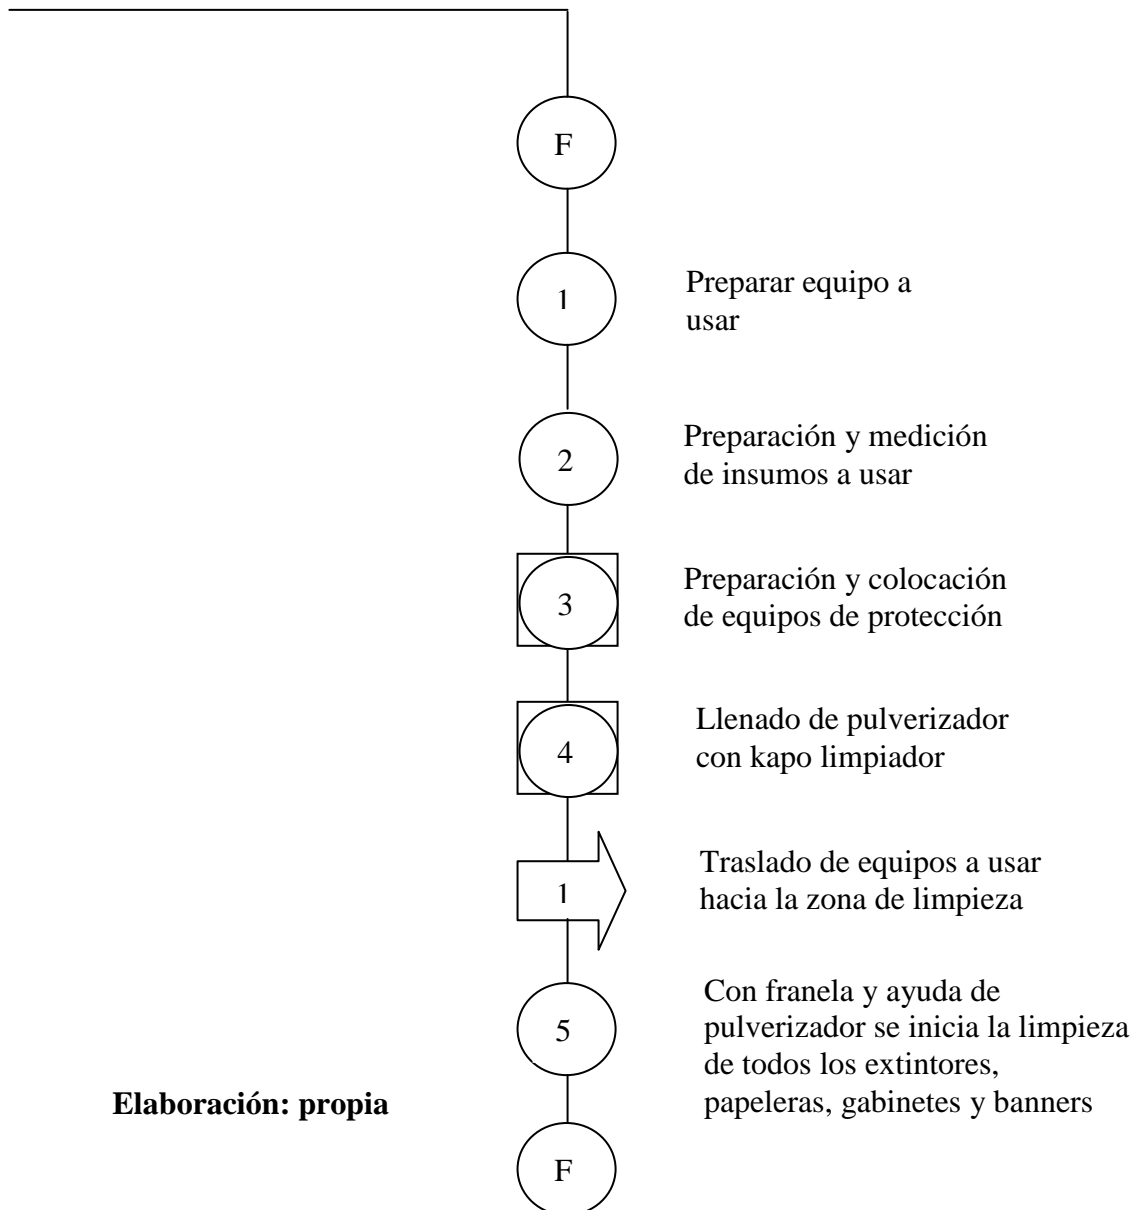 F
1
Preparar equipo a
usar
2
Preparación y medición
de insumos a usar
3
Preparación y colocación
de equipos de protección
4
Llenado de pulverizador
con kapo limpiador
1
Traslado de equipos a usar
hacia la zona de limpieza
5
Con franela y ayuda de
pulverizador se inicia la limpieza
de todos los extintores,
papeleras, gabinetes y banners
Elaboración: propia
F